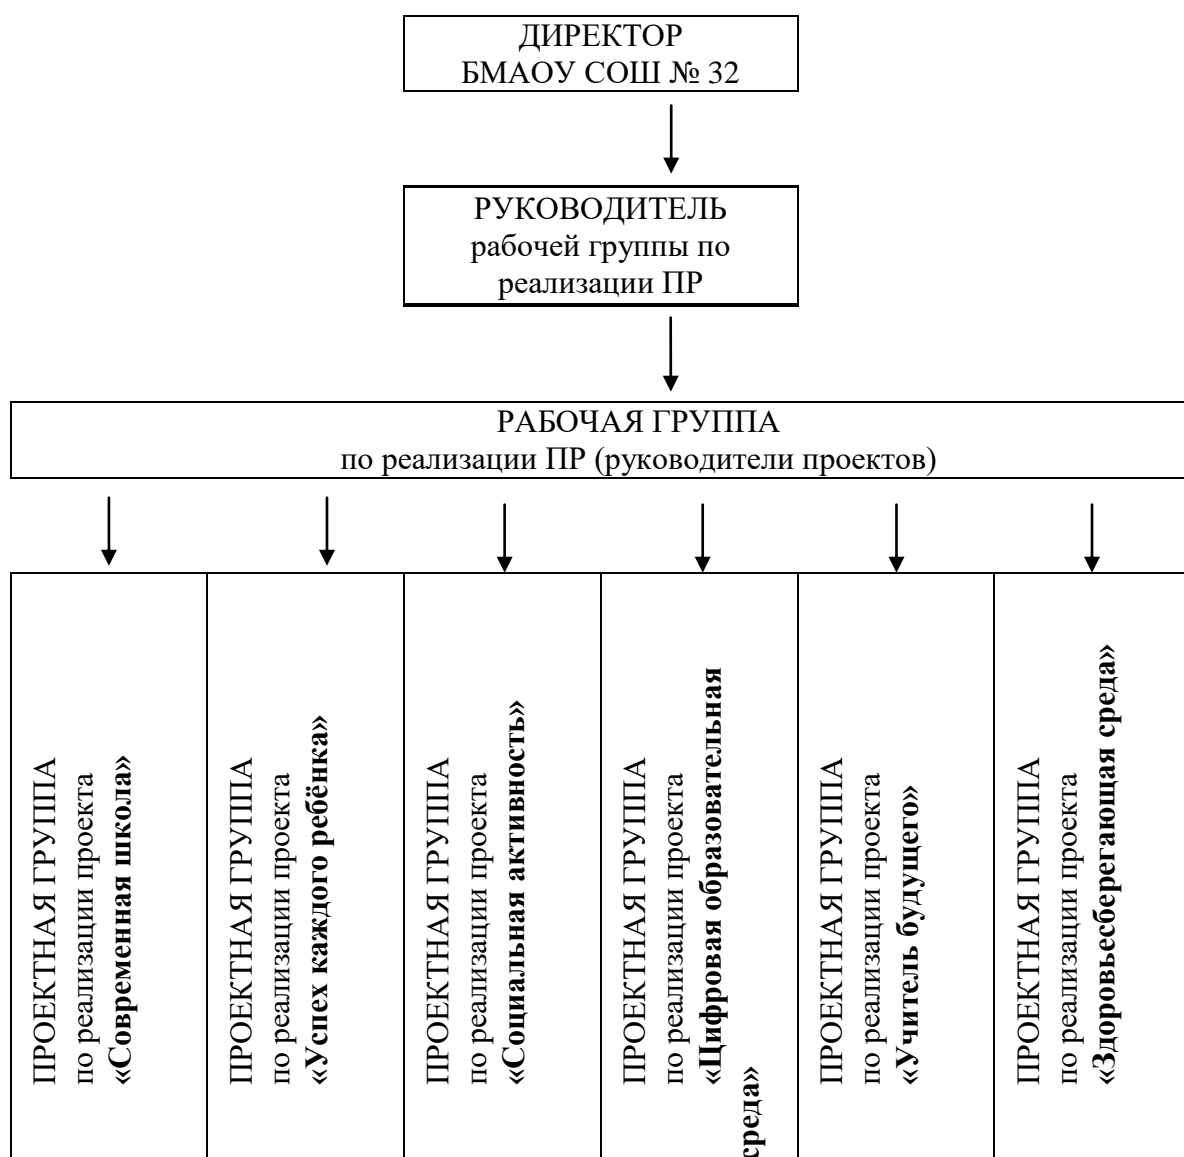 ДИРЕКТОР
БМАОУ СОШ № 32
РУКОВОДИТЕЛЬ
рабочей группы по
реализации ПР
РАБОЧАЯ ГРУППА
по реализации ПР (руководители проектов)
ПРОЕКТНАЯ ГРУППА
по реализации проекта
«Современная школа»
ПРОЕКТНАЯ ГРУППА
по реализации проекта
«Успех каждого ребёнка»
ПРОЕКТНАЯ ГРУППА
по реализации проекта
«Социальная активность»
ПРОЕКТНАЯ ГРУППА
по реализации проекта
«Цифровая образовательная
среда»
ПРОЕКТНАЯ ГРУППА
по реализации проекта
«Учитель будущего»
ПРОЕКТНАЯ ГРУППА
по реализации проекта
«Здоровьесберегающая среда»